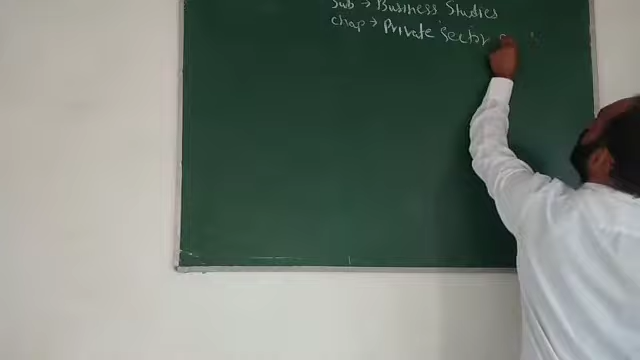 Sub → Business Studies
Chap → Private Sector